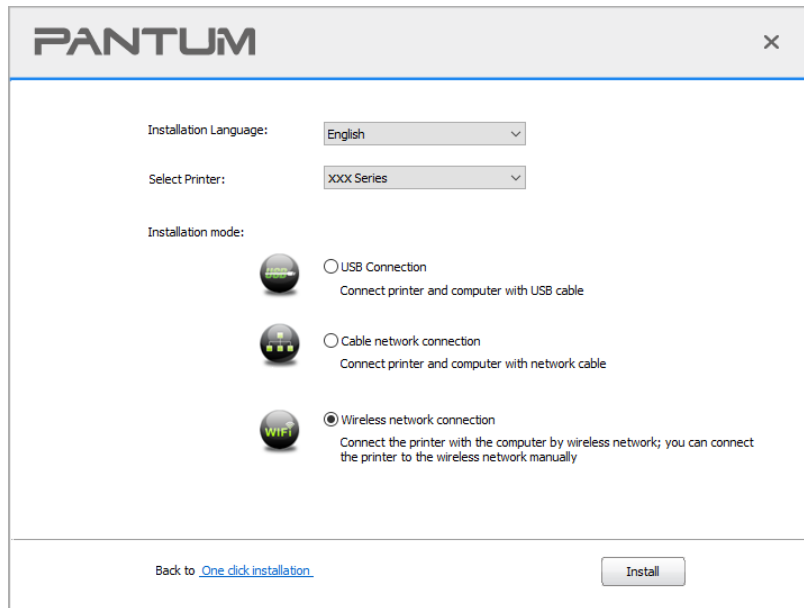 PANTUM
Installation Language:
English
Select Printer:
XXX Series
Installation mode:
USB
USB Connection
Connect printer and computer with USB cable
Cable network connection
Connect printer and computer with network cable
WIFI
Wireless network connection
Connect the printer with the computer by wireless network; you can connect
the printer to the wireless network manually
Back to One click installation
Install